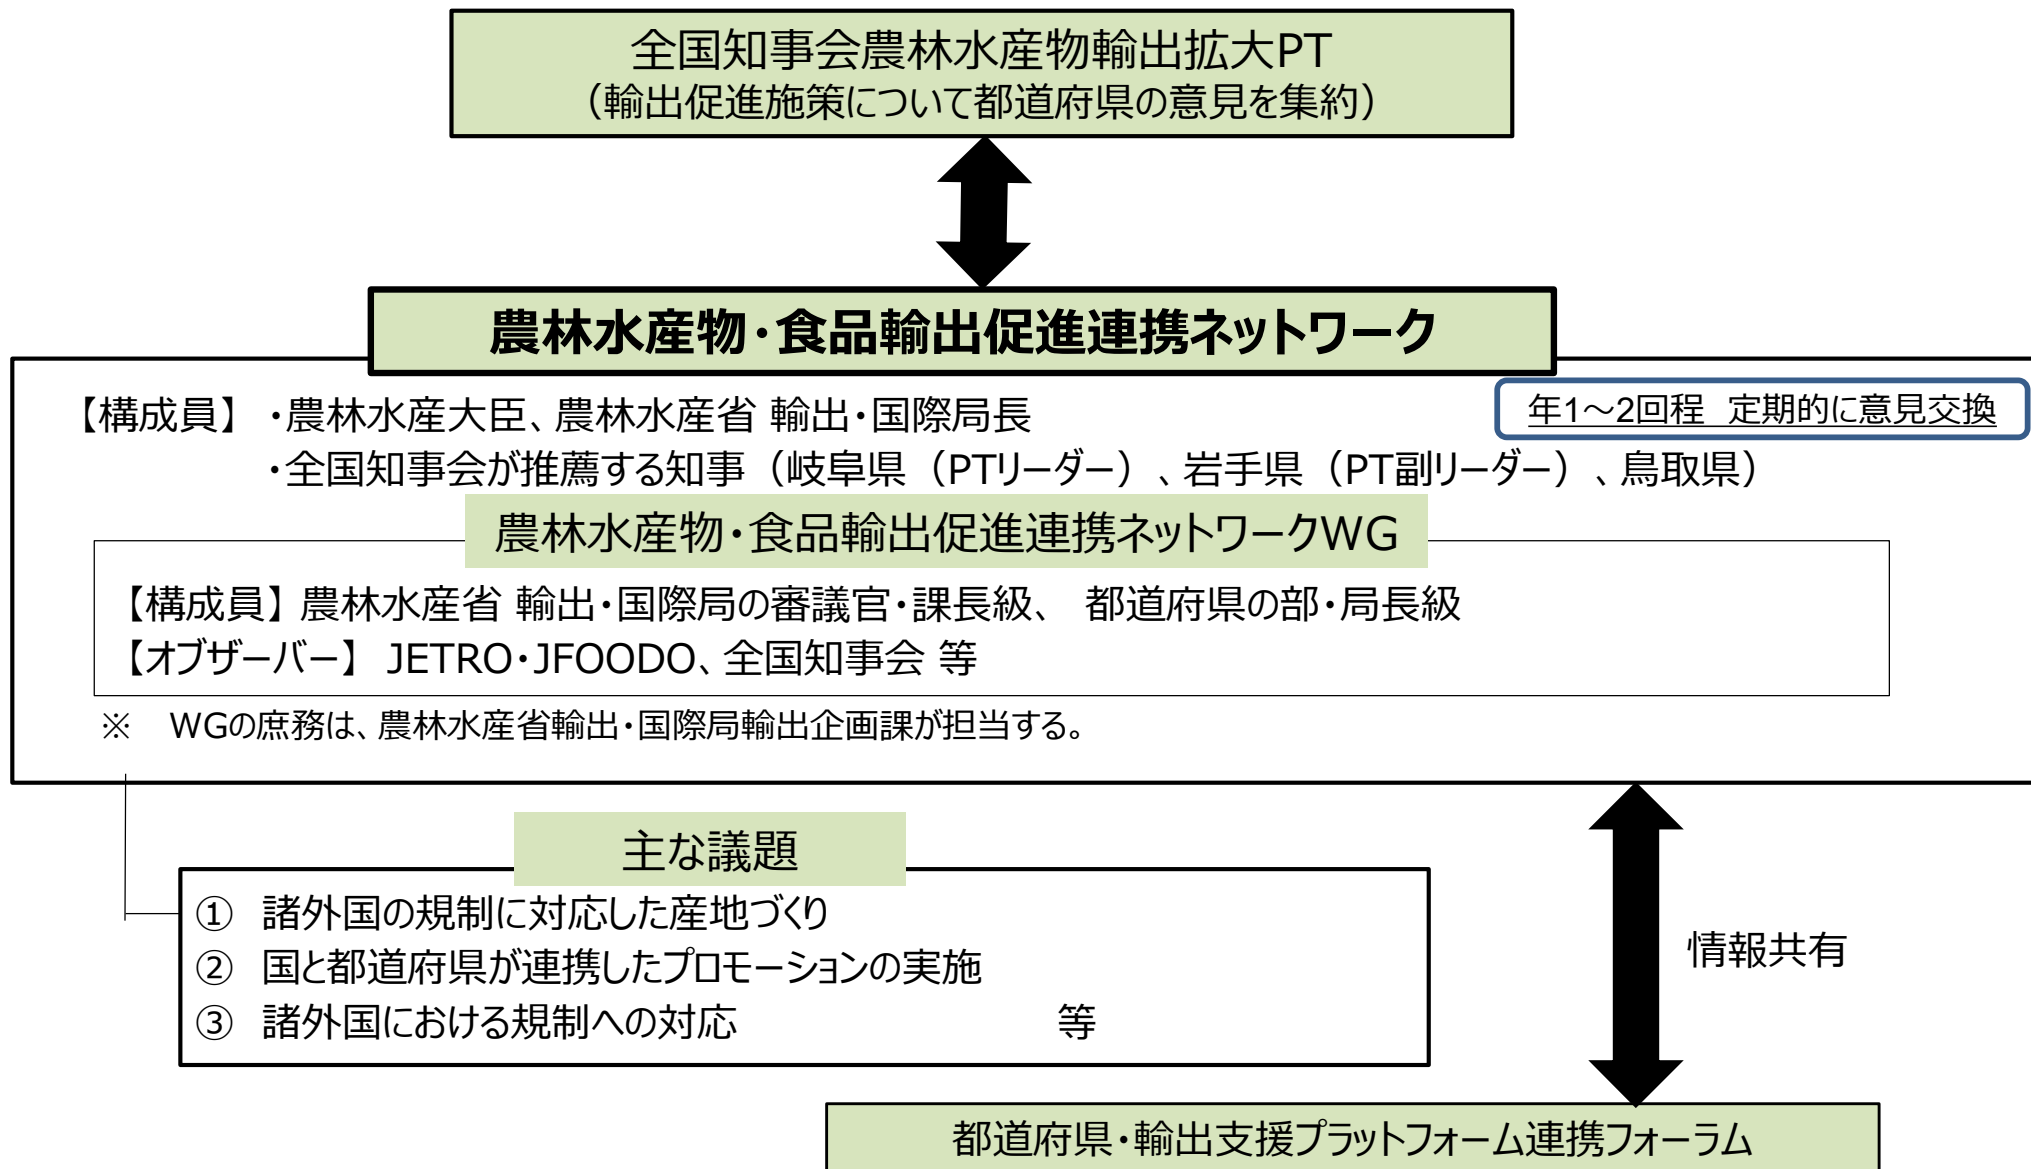 全国知事会農林水産物輸出拡大PT
（輸出促進施策について都道府県の意見を集約）
農林水産物・食品輸出促進連携ネットワーク
年1～2回程　定期的に意見交換
【構成員】 ・農林水産大臣、農林水産省 輸出・国際局長
・全国知事会が推薦する知事（岐阜県（PTリーダー）、岩手県（PT副リーダー）、鳥取県）
農林水産物・食品輸出促進連携ネットワークWG
【構成員】 農林水産省 輸出・国際局の審議官・課長級、 都道府県の部・局長級
【オブザーバー】 JETRO・JFOODO、全国知事会 等
※　WGの庶務は、農林水産省輸出・国際局輸出企画課が担当する。
主な議題
①　諸外国の規制に対応した産地づくり
②　国と都道府県が連携したプロモーションの実施
③　諸外国における規制への対応　　　　　　　　等
情報共有
都道府県・輸出支援プラットフォーム連携フォーラム